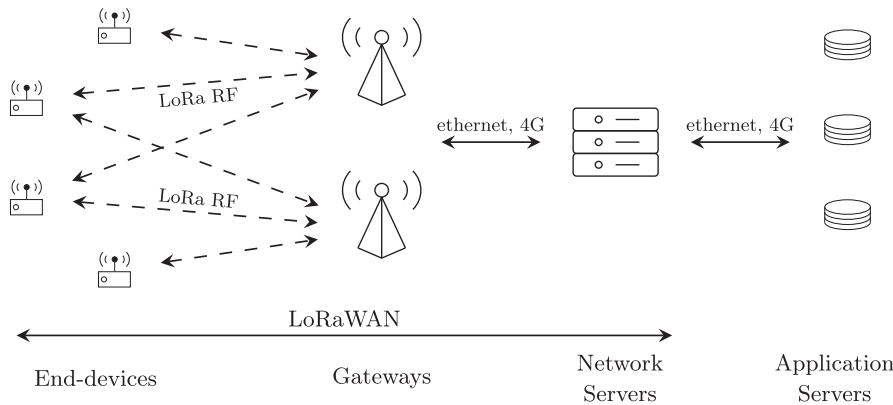 LoRa RF
ethernet, 4G
ethernet, 4G
LoRa RF
LoRaWAN
End-devices
Gateways
Network
Servers
Application
Servers